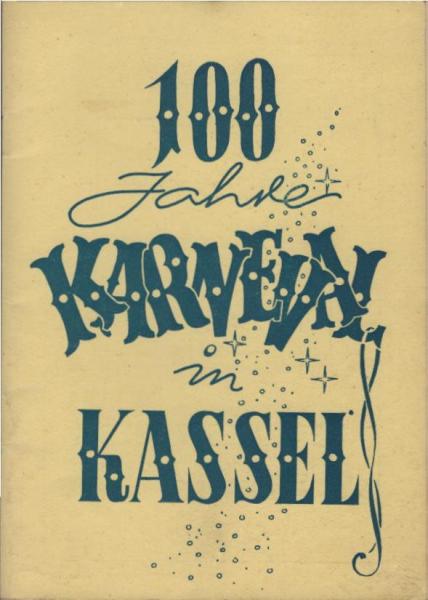 100
Jahre
KARNEVAL
in
KASSEL